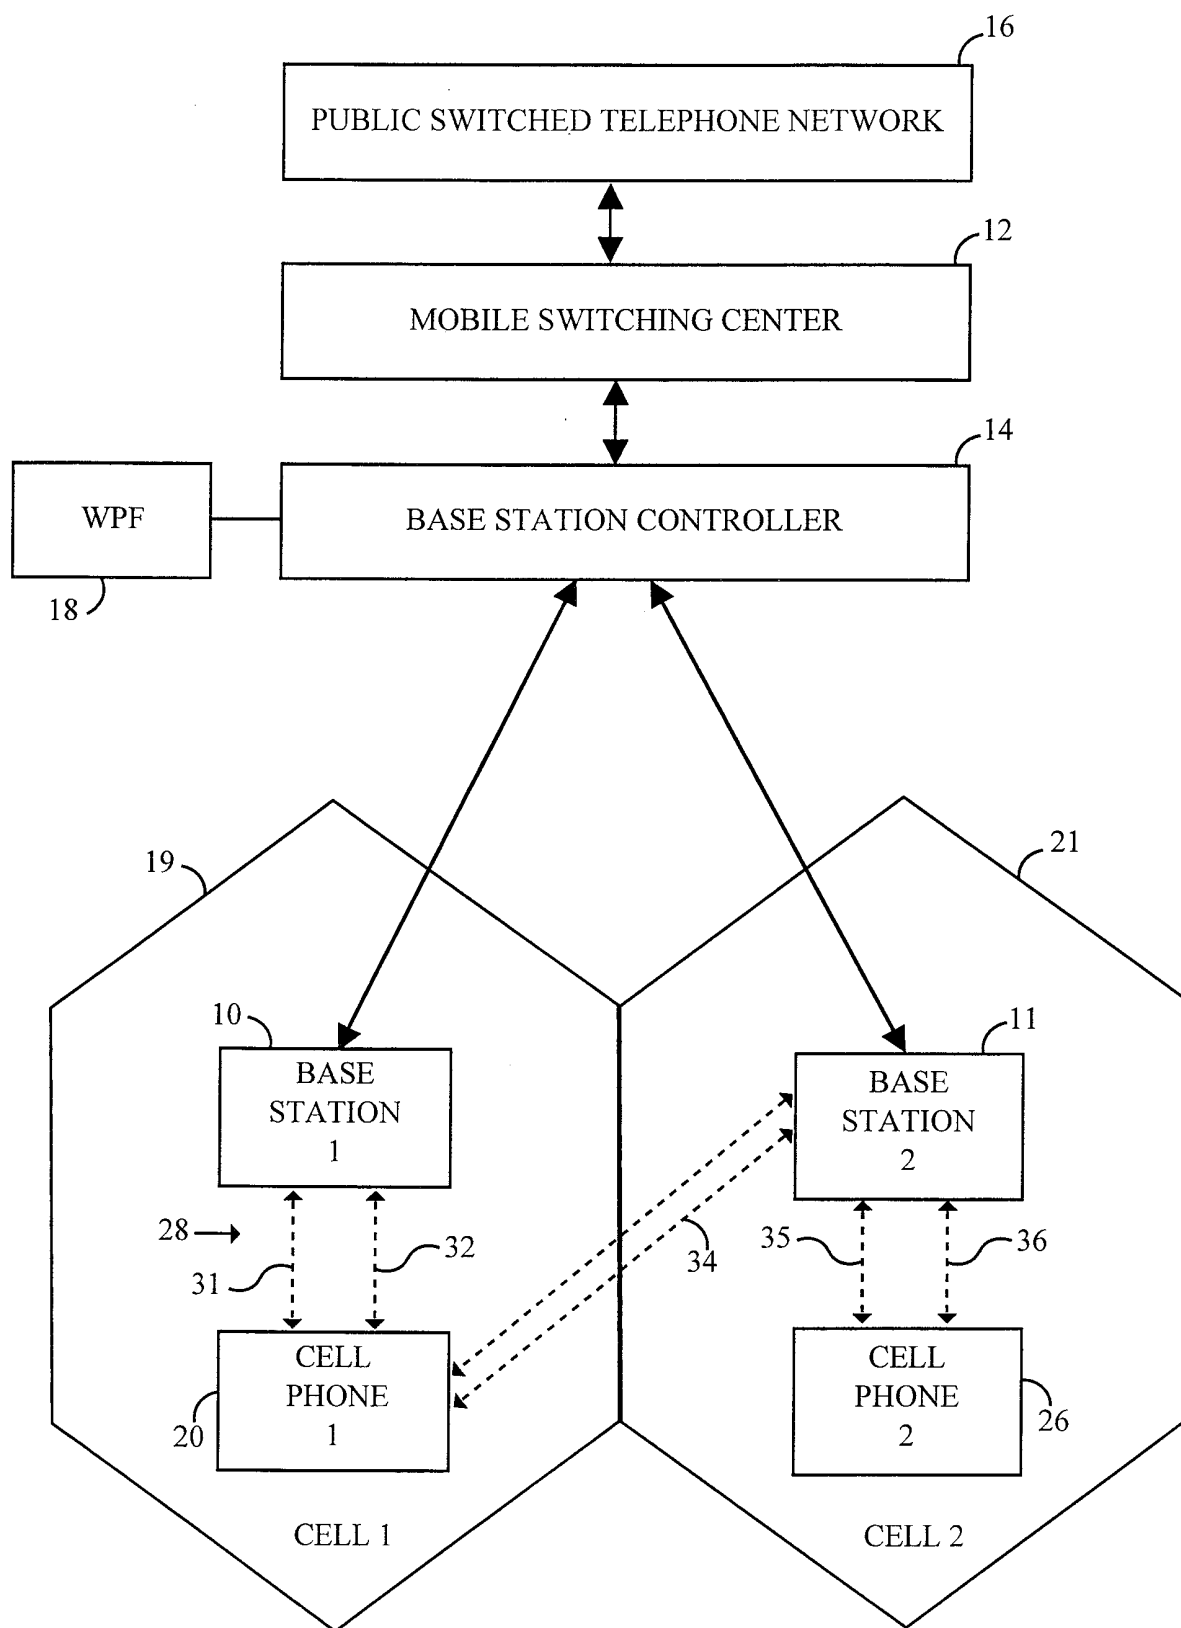 16
PUBLIC SWITCHED TELEPHONE NETWORK
12
MOBILE SWITCHING CENTER
14
WPF
BASE STATION CONTROLLER
18
19
21
10
11
BASE
STATION
1
BASE
STATION
2
28
31
32
34
35
36
CELL
PHONE
1
20
CELL
PHONE
2
26
CELL 1
CELL 2